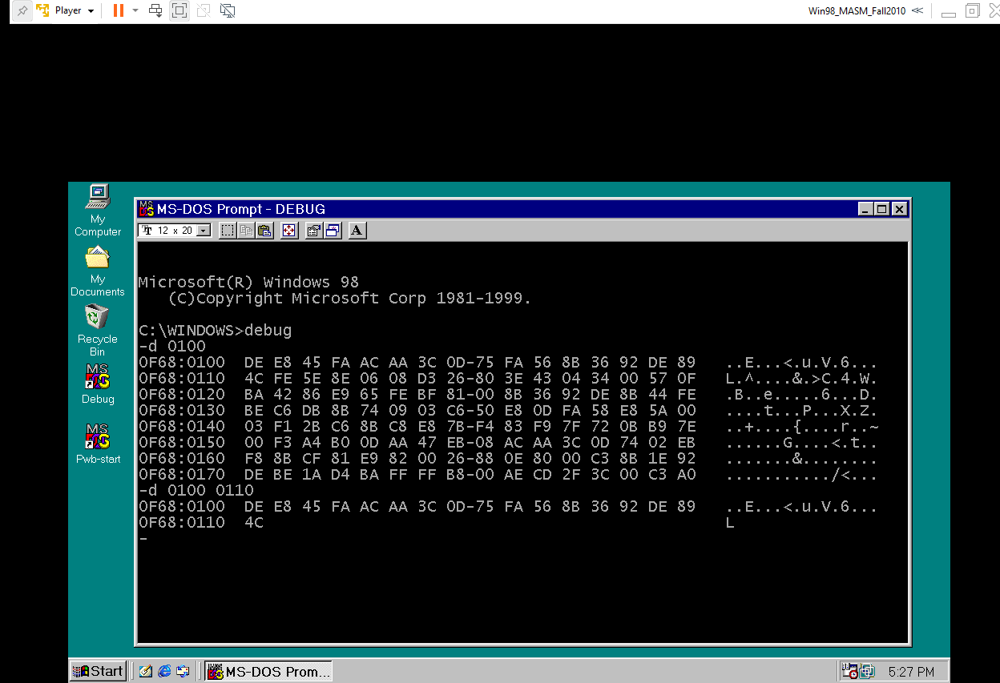 Player
Win98_MASM_Fall2010
My
Computer
My
Documents
Recycle
Bin
Debug
Pwb-start
MS-DOS Prompt - DEBUG
12 x 20
A
Microsoft(R) Windows 98
(C)Copyright Microsoft Corp 1981-1999.
C:\WINDOWS>debug
-d 0100
0F68:0100 DE E8 45 FA AC AA 3C 0D-75 FA 56 8B 36 92 DE 89 ..E...<.u.V.6...
0F68:0110 4C FE 5E 8E 06 08 D3 26-80 3E 43 04 34 00 57 0F L.^....&.>C.4.W.
0F68:0120 BA 42 86 E9 65 FE BF 81-00 8B 36 92 DE 8B 44 FE .B..e.....6...D.
0F68:0130 BE C6 DB 8B 74 09 03 C6-50 E8 0D FA 58 E8 5A 00 ....t...P...X.Z.
0F68:0140 03 F1 2B C6 8B C8 E8 7B-F4 83 F9 7F 72 0B B9 7E ..+....{....r..~
0F68:0150 00 F3 A4 B0 0D AA 47 EB-08 AC AA 3C 0D 74 02 EB ......G....<.t..
0F68:0160 F8 8B CF 81 E9 82 00 26-88 0E 80 00 C3 8B 1E 92 .......&........
0F68:0170 DE BE 1A D4 BA FF FF B8-00 AE CD 2F 3C 00 C3 A0 .........../<...
-d 0100 0110
0F68:0100 DE E8 45 FA AC AA 3C 0D-75 FA 56 8B 36 92 DE 89 ..E...<.u.V.6...
0F68:0110 4C L
-
Start
MS-DOS Prom...
5:27 PM